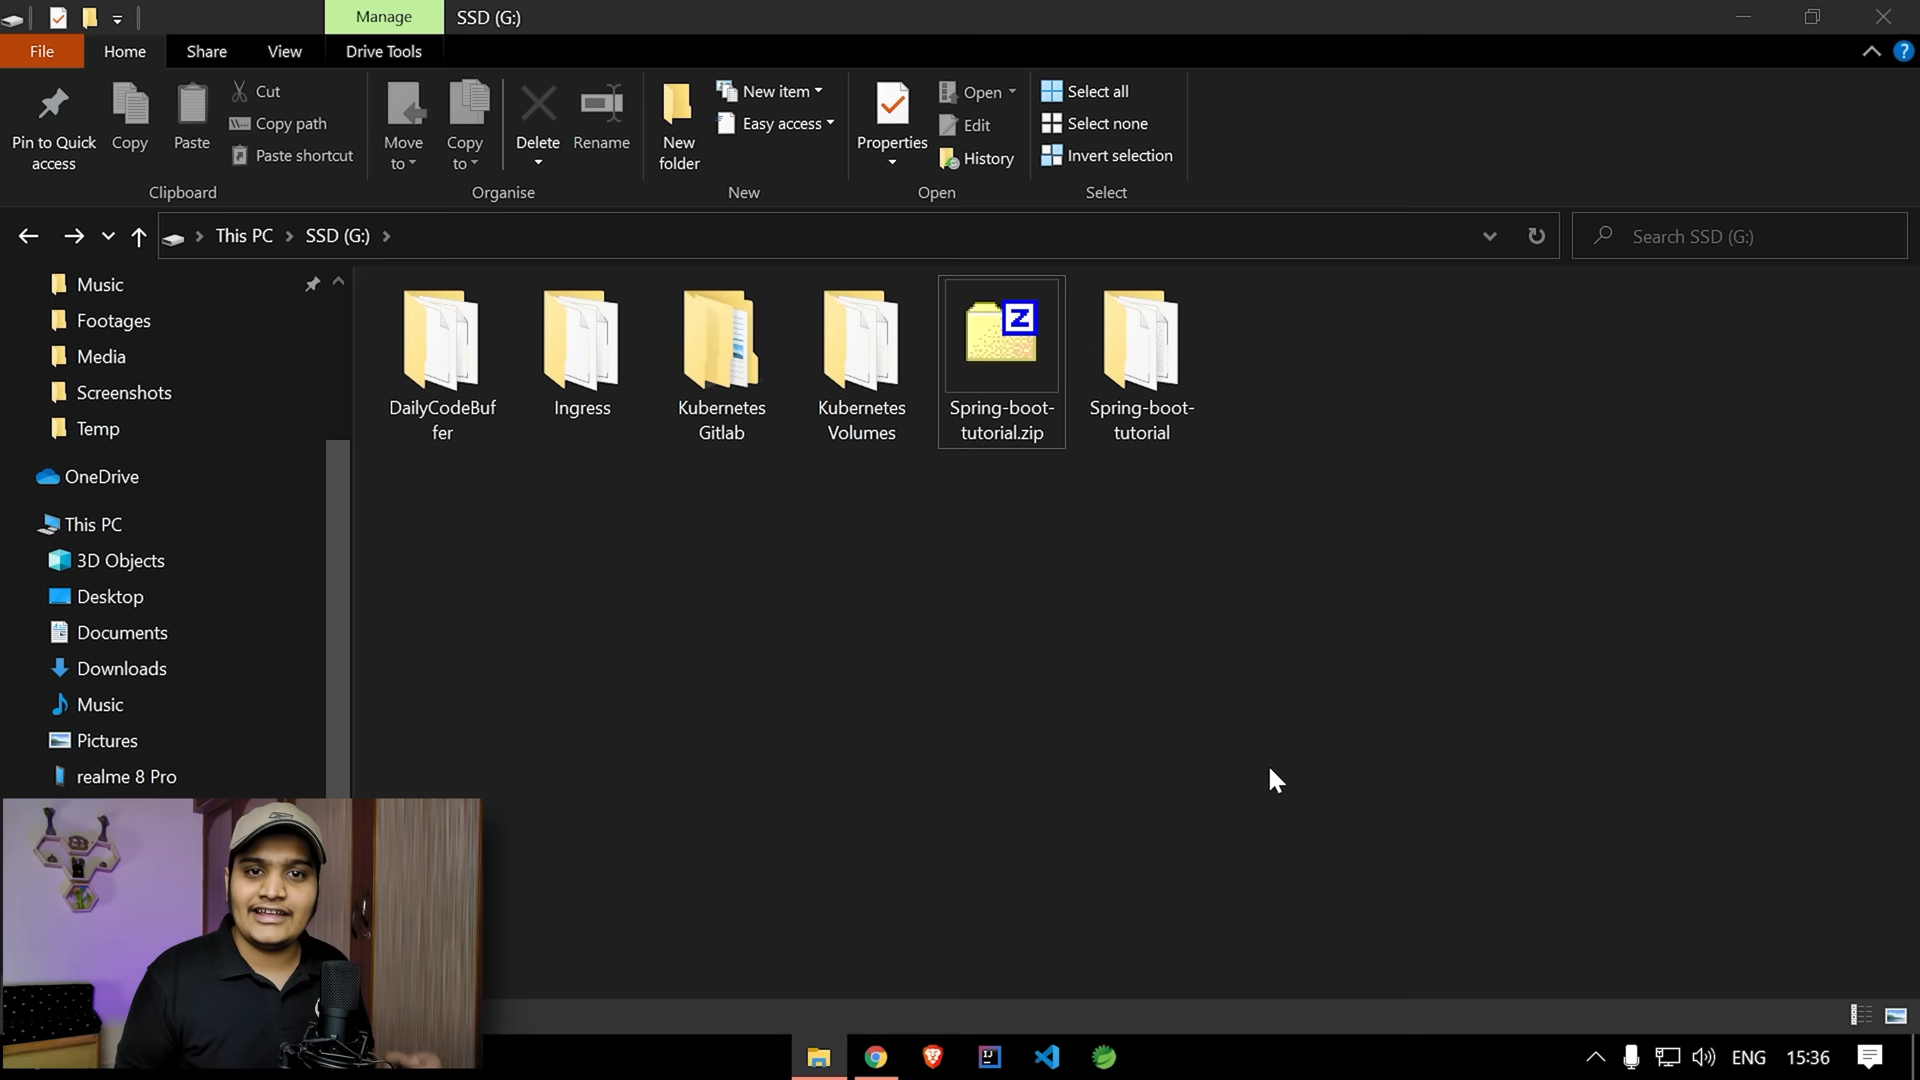 Manage
SSD (G:)
File
Home
Share
View
Drive Tools
Pin to Quick
access
Copy
Paste
Cut
Copy path
Paste shortcut
Clipboard
Move
to
Copy
to
Delete
Rename
Organise
New
folder
New item
Easy access
New
Properties
Open
Edit
History
Open
Select all
Select none
Invert selection
Select
This PC
SSD (G:)
Search SSD (G:)
Music
Footages
Media
Screenshots
Temp
OneDrive
This PC
3D Objects
Desktop
Documents
Downloads
Music
Pictures
realme 8 Pro
DailyCodeBuf
fer
Ingress
Kubernetes
Gitlab
Kubernetes
Volumes
Z
Spring-boot-
tutorial.zip
Spring-boot-
tutorial
IJ
ENG
15:36